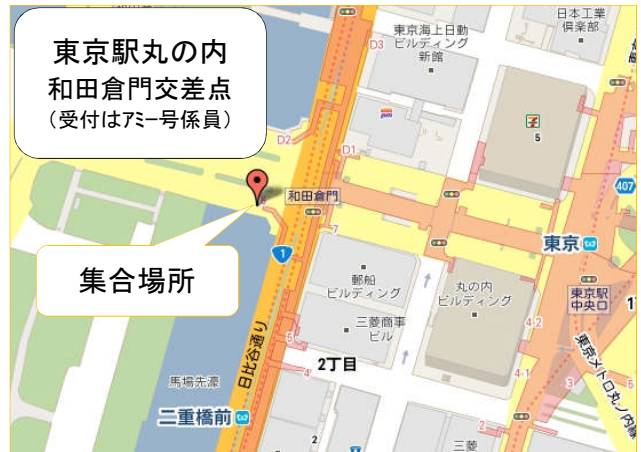 東京駅丸の内
和田倉門交差点
(受付はアミー号係員)
集合場所
東京海上日動
ビルディング
新館
日本工業
倶楽部
D3
D2
D1
5
407
和田倉門
7
1
東京
郵船
ビルディング
丸の内
ビルディング
東京駅
中央口
三菱商事
ビル
4-2
日比谷通り
5
4
2丁目
4-1
3
東京メトロ丸ノ内線
馬場先濠
二重橋前
2
2
三菱